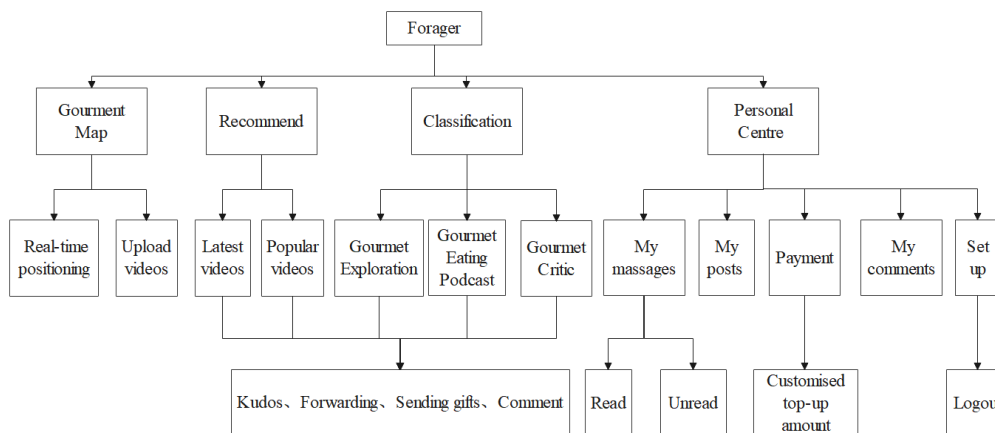 Forager
Gourment
Map
Recommend
Classification
Personal
Centre
Real-time
positioning
Upload
videos
Latest
videos
Popular
videos
Gourmet
Exploration
Gourmet
Eating
Podcast
Gourmet
Critic
My
massages
My
posts
Payment
My
comments
Set
up
Kudos、Forwarding、Sending gifts、Comment
Read
Unread
Customised
top-up
amount
Logout